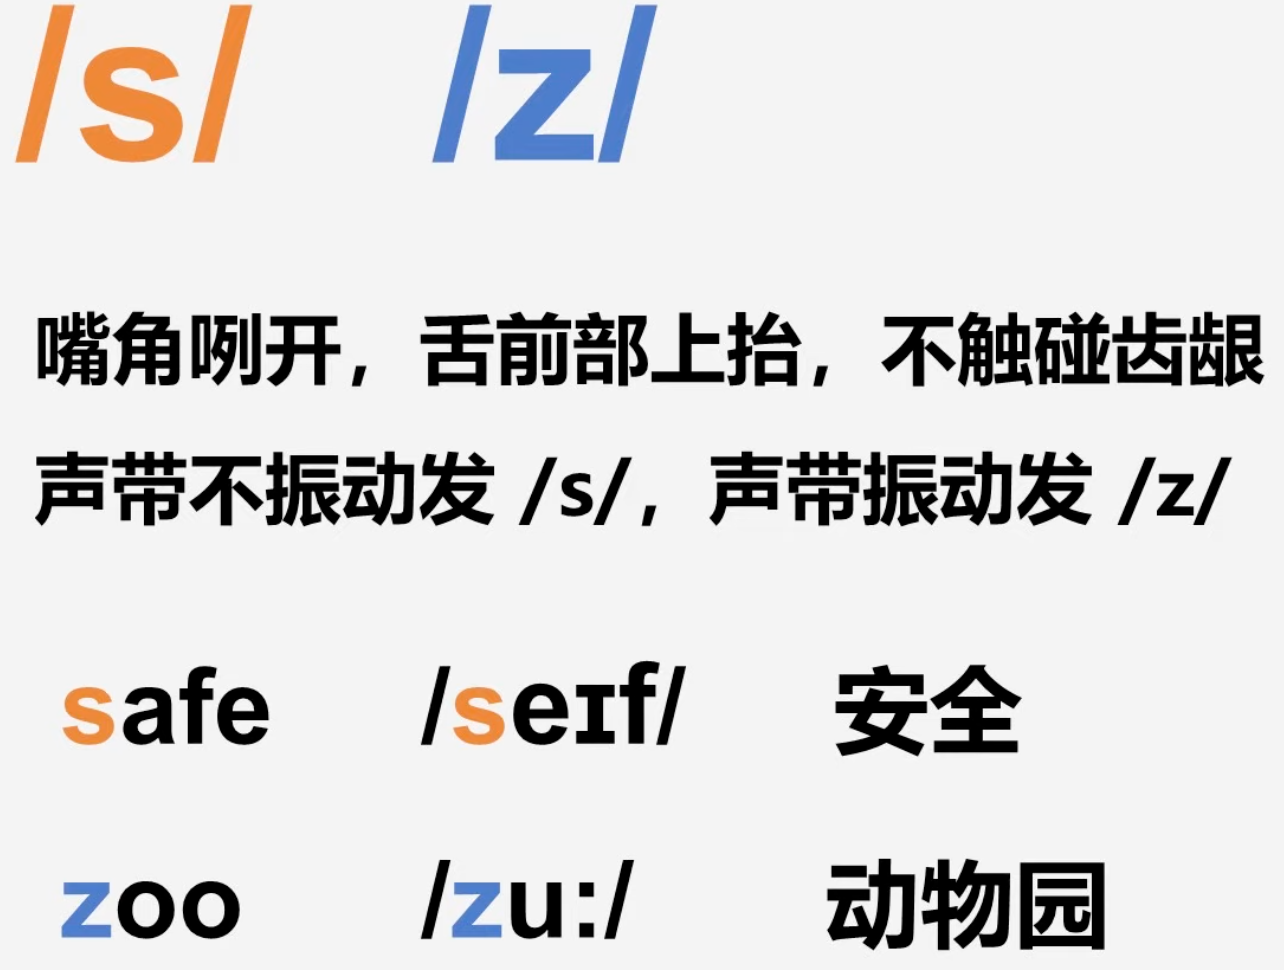 /s/ /z/
嘴角咧开，舌前部上抬，不触碰齿龈
声带不振动发 /s/，声带振动发 /z/
safe /seɪf/ 安全
zoo /zu:/ 动物园